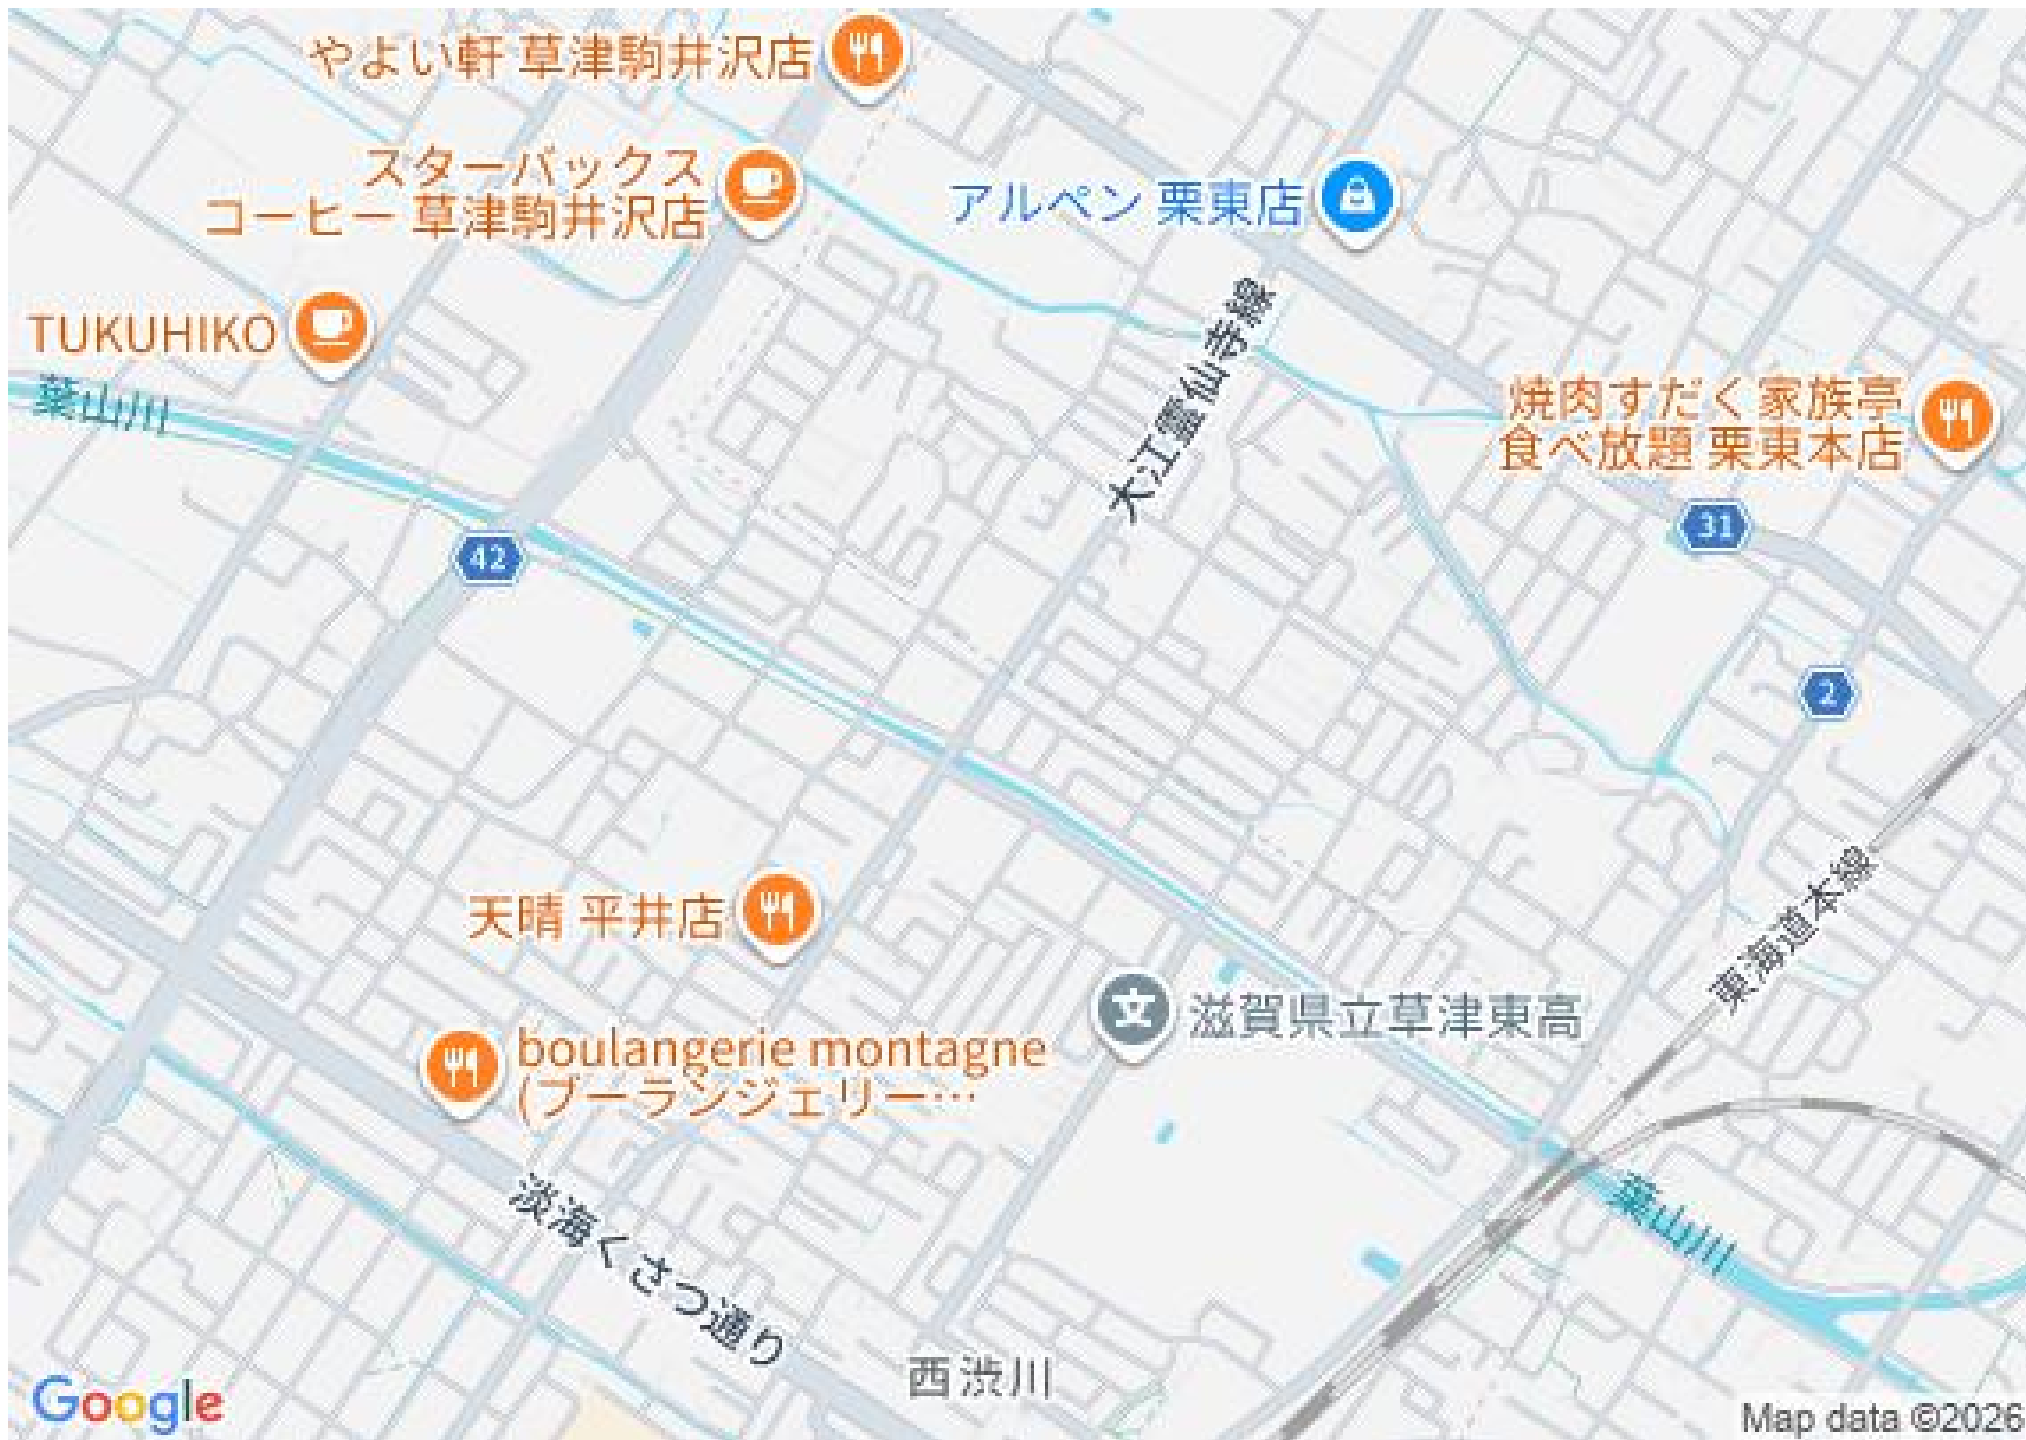 やよい軒 草津駒井沢店
スターバックス
コーヒー 草津駒井沢店
アルペン 栗東店
TUKUHIKO
葉山川
大江霊仙寺線
焼肉すだく家族亭
食べ放題 栗東本店
31
42
2
東海道本線
天晴 平井店
滋賀県立草津東高
boulangerie montagne
(ブーランジェリー…
葉山川
淡海くさつ通り
西渋川
Google
Map data ©2026